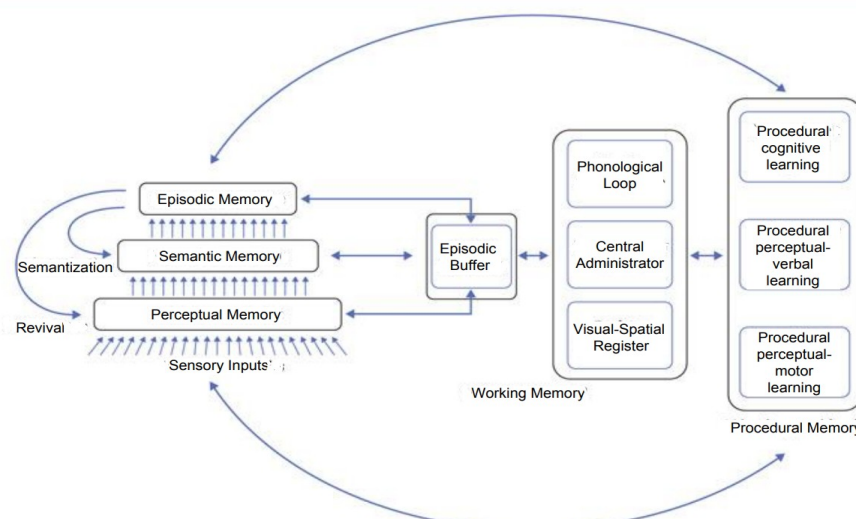 Episodic Memory
Semantic Memory
Semantization
Perceptual Memory
Revival
Sensory Inputs
Episodic
Buffer
Phonological
Loop
Central
Administrator
Visual-Spatial
Register
Working Memory
Procedural
cognitive
learning
Procedural
perceptual-
verbal
learning
Procedural
perceptual-
motor
learning
Procedural Memory